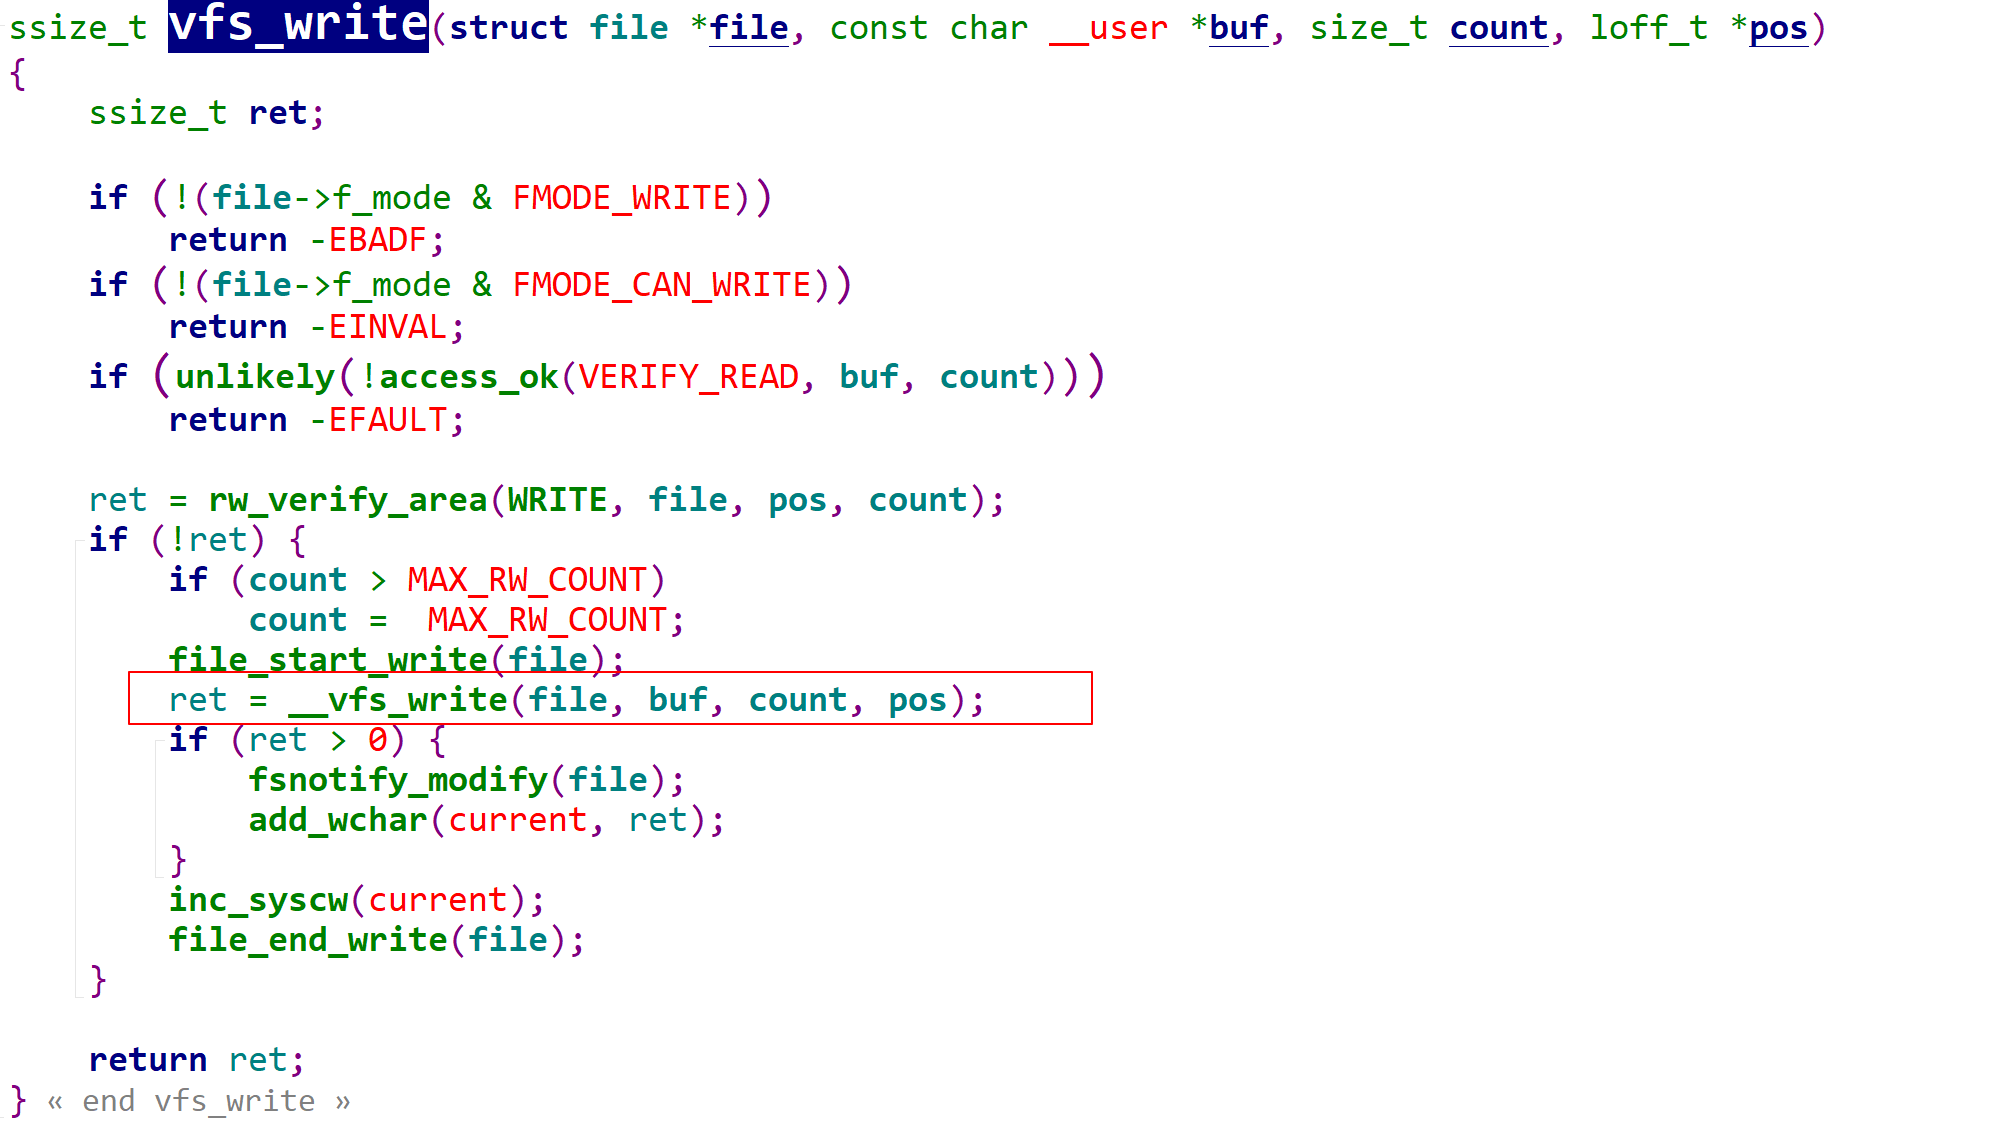 ssize_t vfs_write(struct file *file, const char __user *buf, size_t count, loff_t *pos)
{
    ssize_t ret;

    if (!(file->f_mode & FMODE_WRITE))
        return -EBADF;
    if (!(file->f_mode & FMODE_CAN_WRITE))
        return -EINVAL;
    if (unlikely(!access_ok(VERIFY_READ, buf, count)))
        return -EFAULT;

    ret = rw_verify_area(WRITE, file, pos, count);
    if (!ret) {
        if (count > MAX_RW_COUNT)
            count =  MAX_RW_COUNT;
        file_start_write(file);
        ret = __vfs_write(file, buf, count, pos);
        if (ret > 0) {
            fsnotify_modify(file);
            add_wchar(current, ret);
        }
        inc_syscw(current);
        file_end_write(file);
    }

    return ret;
} « end vfs_write »